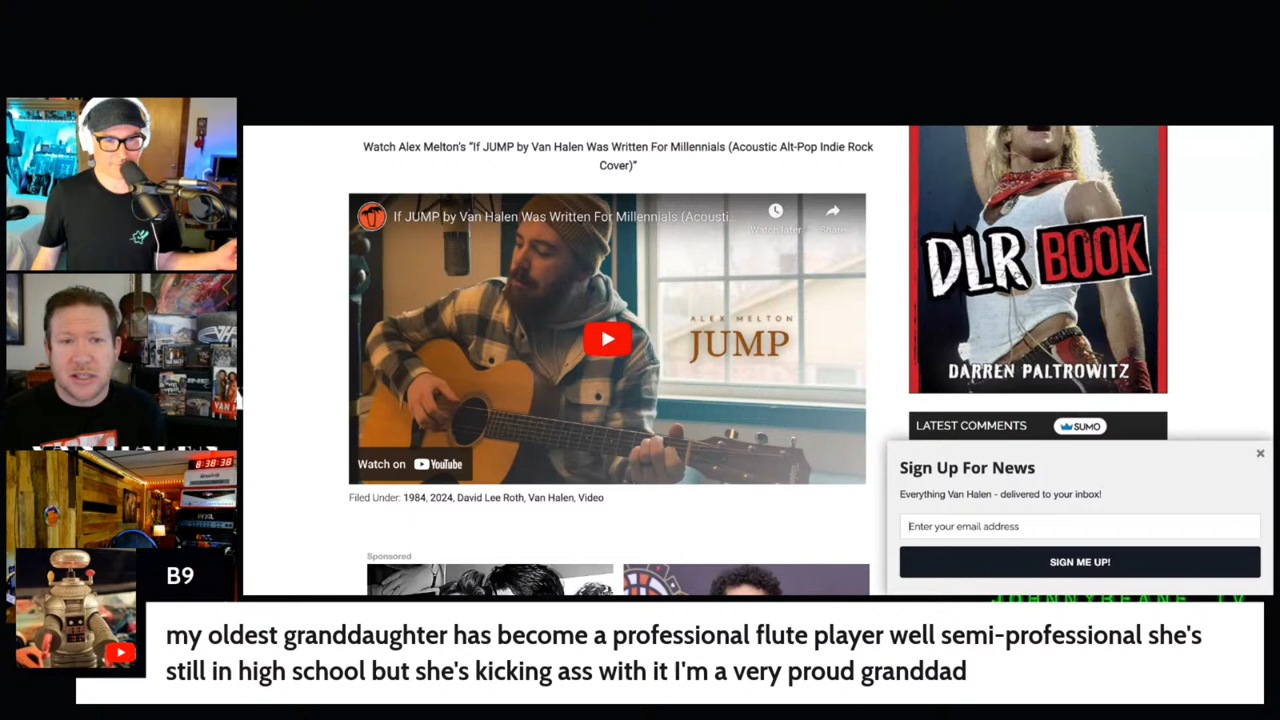 Watch Alex Melton's "If JUMP by Van Halen Was Written For Millennials (Acoustic Alt-Pop Indie Rock
Cover)"
If JUMP by Van Halen Was Written For Millennials (Acousti...
Watch later
Share
ALEX MELTON
JUMP
Watch on YouTube
Filed Under: 1984, 2024, David Lee Roth, Van Halen, Video
Sponsored
DLR BOOK
DARREN PALTROWITZ
LATEST COMMENTS
SUMO
Sign Up For News
Everything Van Halen - delivered to your inbox!
Enter your email address
SIGN ME UP!
8:38:38
JOHNNYBEANE TV
B9
my oldest granddaughter has become a professional flute player well semi-professional she's
still in high school but she's kicking ass with it I'm a very proud granddad